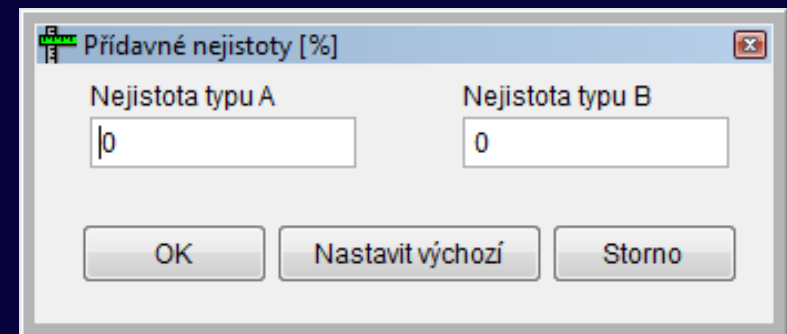 Přídavné nejistoty [%]
Nejistota typu A Nejistota typu B
0 0
OK Nastavit výchozí Storno